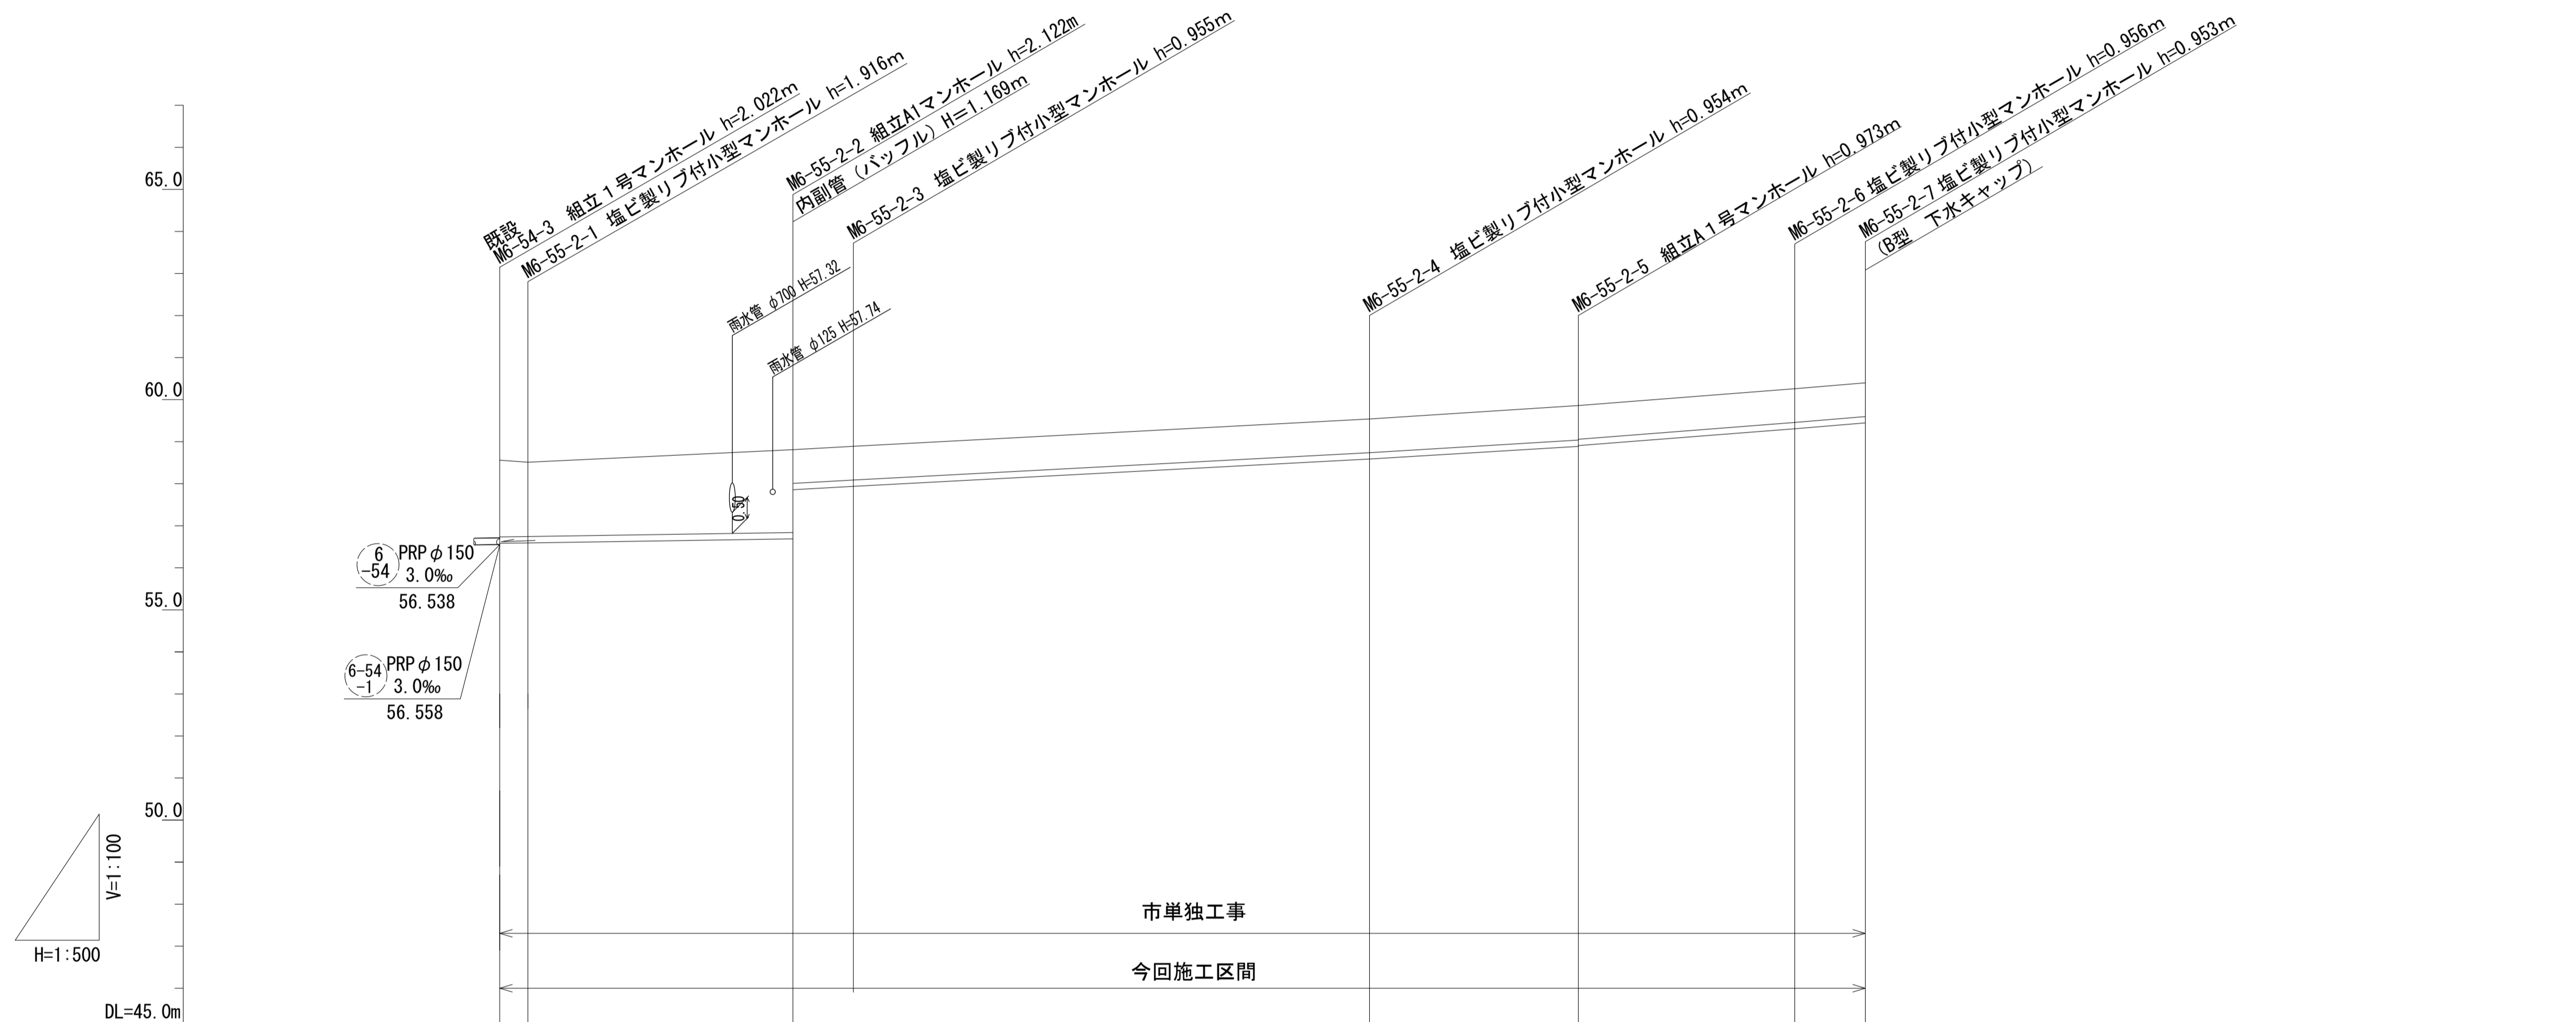 既設
M6-54-3　組立１号マンホール h=2.022m
M6-55-2-1　塩ビ製リブ付小型マンホール h=1.916m
M6-55-2-2　組立A1マンホール h=2.122m
内副管（バッフル）H=1.169m
M6-55-2-3　塩ビ製リブ付小型マンホール h=0.955m
M6-55-2-4　塩ビ製リブ付小型マンホール h=0.954m
M6-55-2-5　組立A１号マンホール h=0.973m
M6-55-2-6 塩ビ製リブ付小型マンホール h=0.956m
M6-55-2-7 塩ビ製リブ付小型マンホール h=0.953m
（B型　下水キャップ）
雨水管 φ700 H=57.32
雨水管 φ125 H=57.74
65.0
60.0
55.0
50.0
DL=45.0m
0.50
6
-54
PRPφ150
3.0‰
56.538
6-54
-1
PRPφ150
3.0‰
56.558
V=1:100
H=1:500
市単独工事
今回施工区間